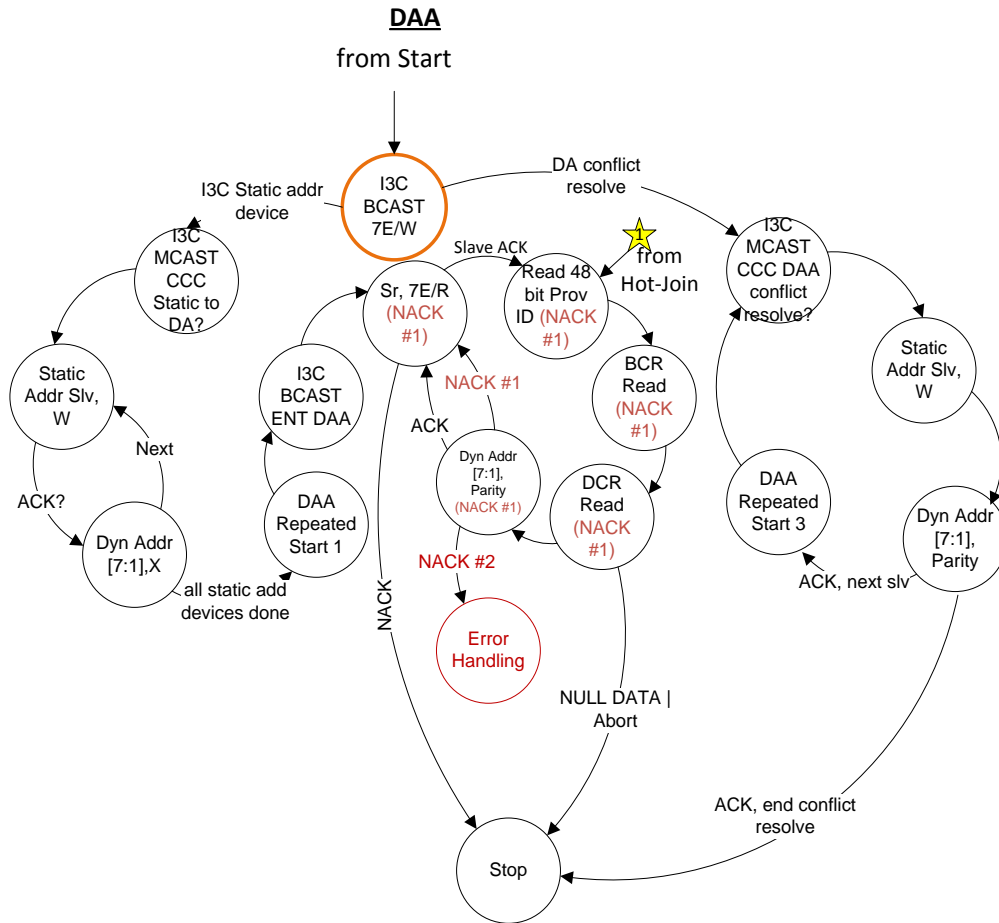 DAA
from Start
I3C
BCAST
7E/W
I3C Static addr
device
DA conflict
resolve
I3C
MCAST
CCC
Static to
DA?
Static
Addr Slv,
W
Next
ACK?
Dyn Addr
[7:1],X
all static add
devices done
DAA
Repeated
Start 1
I3C
BCAST
ENT DAA
Sr, 7E/R
(NACK
#1)
Slave ACK
1
from
Hot-Join
Read 48
bit Prov
ID (NACK
#1)
BCR
Read
(NACK
#1)
DCR
Read
(NACK
#1)
Dyn Addr
[7:1],
Parity
(NACK #1)
NACK #1
ACK
NACK #2
Error
Handling
NACK
NULL DATA |
Abort
I3C
MCAST
CCC DAA
conflict
resolve?
Static
Addr Slv,
W
Dyn Addr
[7:1],
Parity
ACK, next slv
DAA
Repeated
Start 3
ACK, end conflict
resolve
Stop